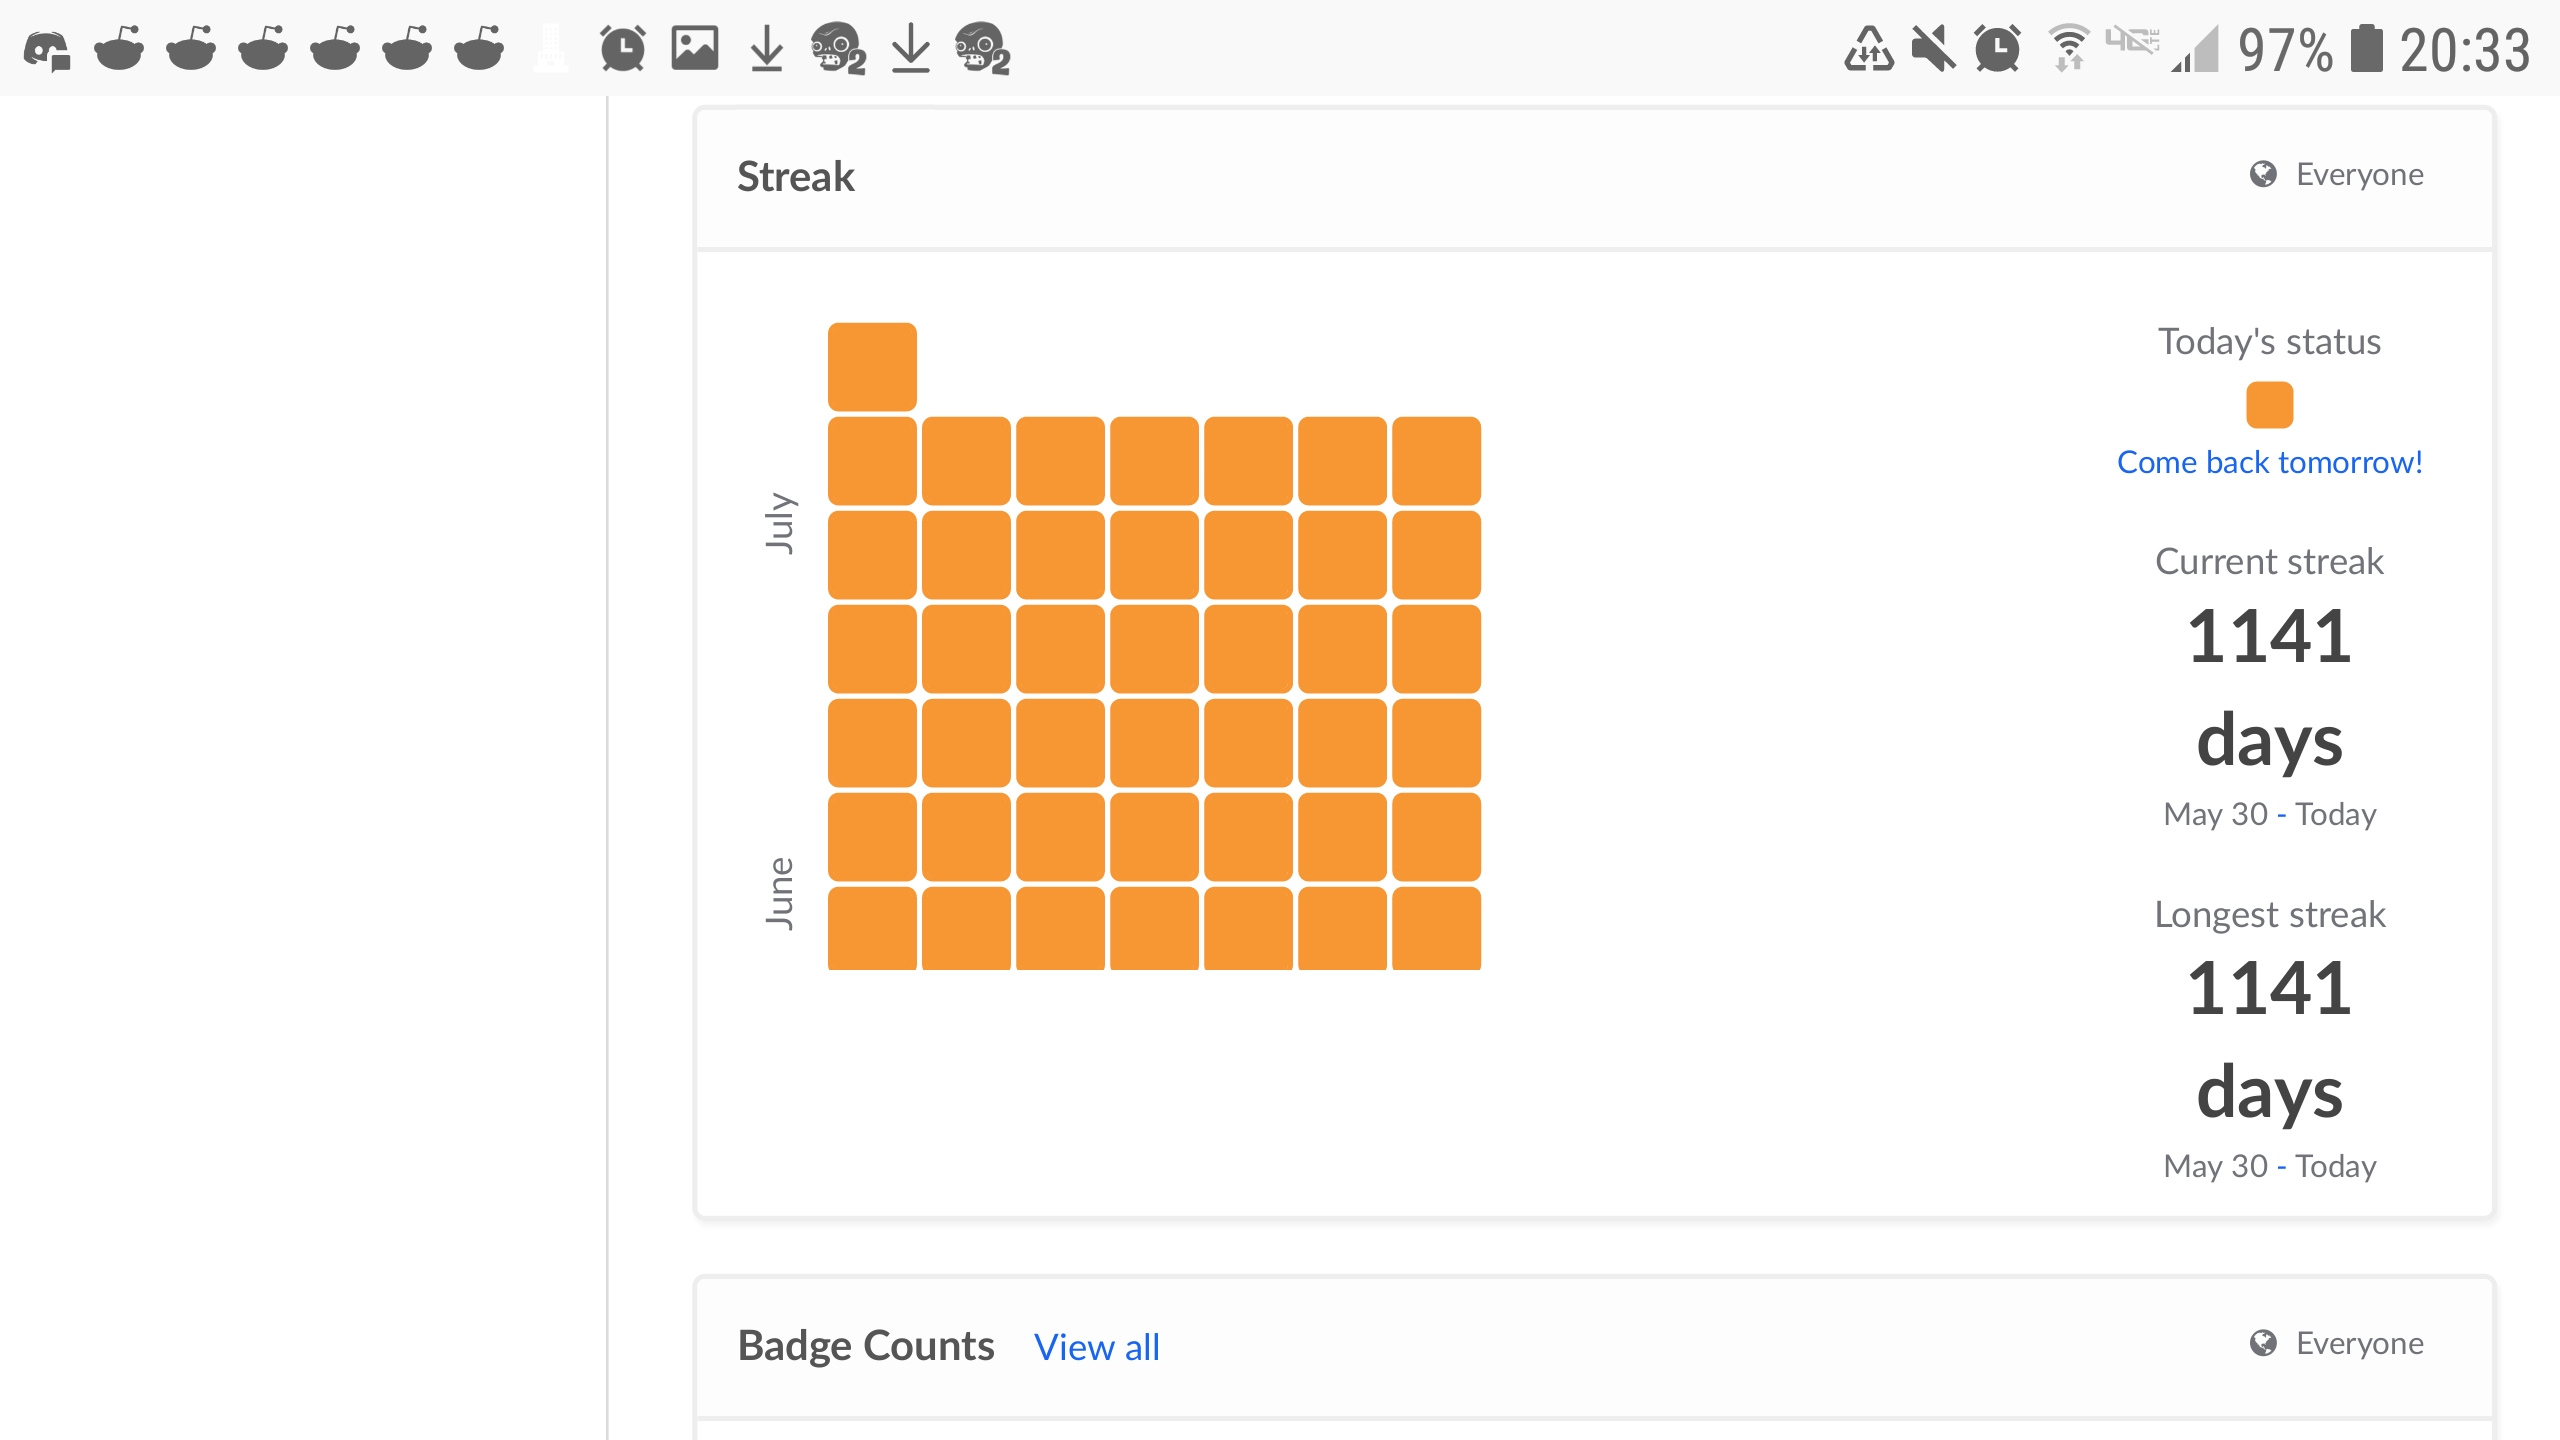 97% 20:33
Streak
Everyone
July
June
Today's status
Come back tomorrow!
Current streak
1141
days
May 30 - Today
Longest streak
1141
days
May 30 - Today
Badge Counts View all
Everyone